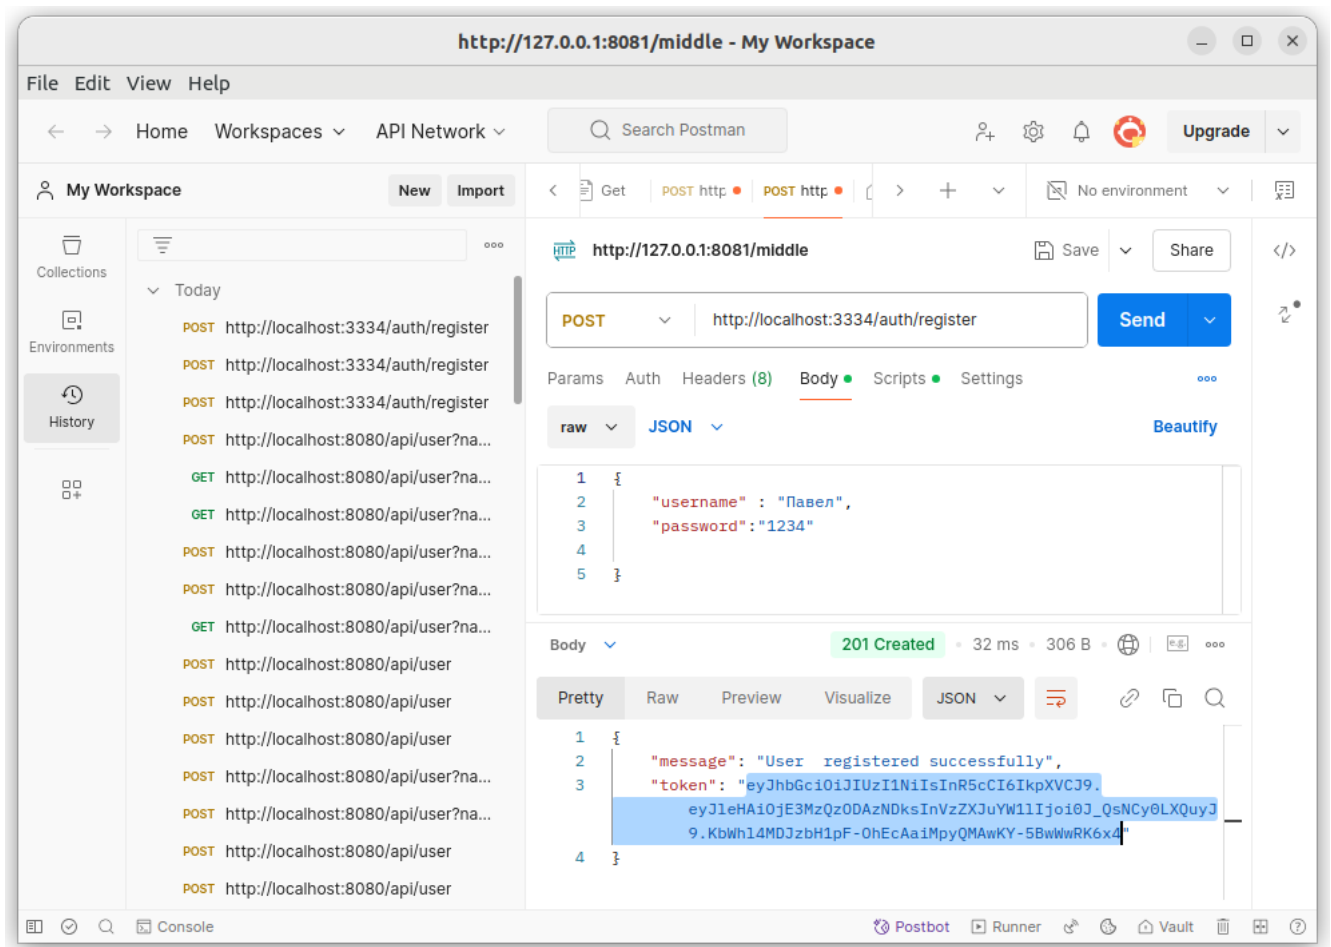 http://127.0.0.1:8081/middle - My Workspace
File Edit View Help
Home Workspaces API Network Search Postman Upgrade
My Workspace New Import
Get POST http POST http No environment
Collections
Environments
History
Today
POST http://localhost:3334/auth/register
POST http://localhost:3334/auth/register
POST http://localhost:3334/auth/register
POST http://localhost:8080/api/user?na...
GET http://localhost:8080/api/user?na...
GET http://localhost:8080/api/user?na...
POST http://localhost:8080/api/user?na...
POST http://localhost:8080/api/user?na...
GET http://localhost:8080/api/user?na...
POST http://localhost:8080/api/user
POST http://localhost:8080/api/user
POST http://localhost:8080/api/user
POST http://localhost:8080/api/user?na...
POST http://localhost:8080/api/user?na...
POST http://localhost:8080/api/user
POST http://localhost:8080/api/user
HTTP http://127.0.0.1:8081/middle Save Share
POST http://localhost:3334/auth/register Send
Params Auth Headers (8) Body Scripts Settings
raw JSON Beautify
1 {
2 "username" : "Павел",
3 "password":"1234"
4
5 }
Body 201 Created 32 ms 306 B e.g.
Pretty Raw Preview Visualize JSON
1 {
2 "message": "User  registered successfully",
3 "token": "eyJhbGciOiJIUzI1NiIsInR5cCI6IkpXVCJ9.
eyJleHAiOjE3MzQzODAzNDksInVzZXJuYW1lIjoi0J_QsNCy0LXQuyJ
9.KbWhl4MDJzbH1pF-OhEcAaiMpyQMAwKY-5BwWwRK6x4"
4 }
Console Postbot Runner Vault